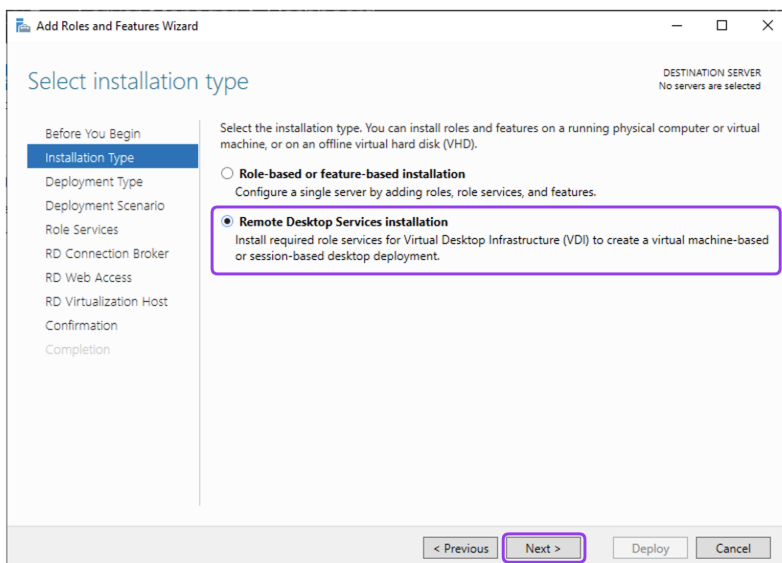 Add Roles and Features Wizard
Select installation type
DESTINATION SERVER
No servers are selected
Before You Begin
Installation Type
Deployment Type
Deployment Scenario
Role Services
RD Connection Broker
RD Web Access
RD Virtualization Host
Confirmation
Completion
Select the installation type. You can install roles and features on a running physical computer or virtual
machine, or on an offline virtual hard disk (VHD).
Role-based or feature-based installation
Configure a single server by adding roles, role services, and features.
Remote Desktop Services installation
Install required role services for Virtual Desktop Infrastructure (VDI) to create a virtual machine-based
or session-based desktop deployment.
< Previous
Next >
Deploy
Cancel